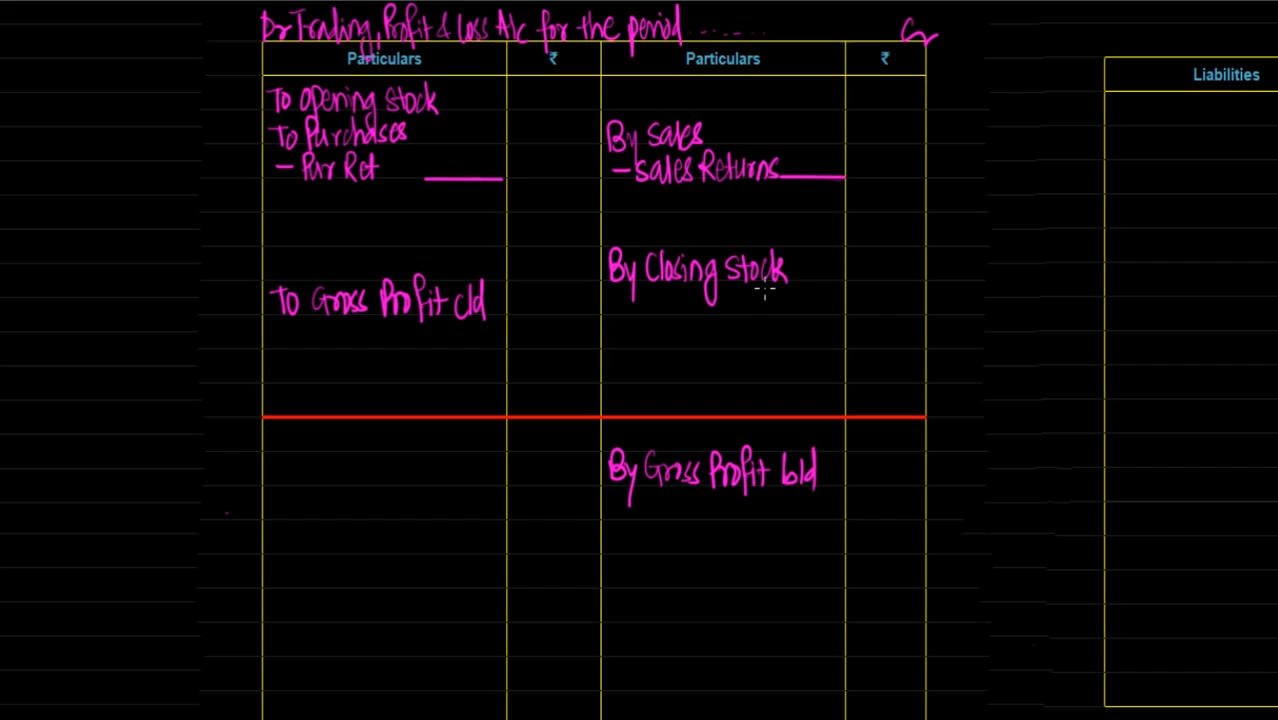 Dr Trading, Profit & Loss A/c for the period ....... Cr
Particulars ₹ Particulars ₹
To Opening Stock
To Purchases
- Pur Ret
By Sales
- Sales Returns
By Closing Stock
To Gross Profit c/d
By Gross Profit b/d
Liabilities